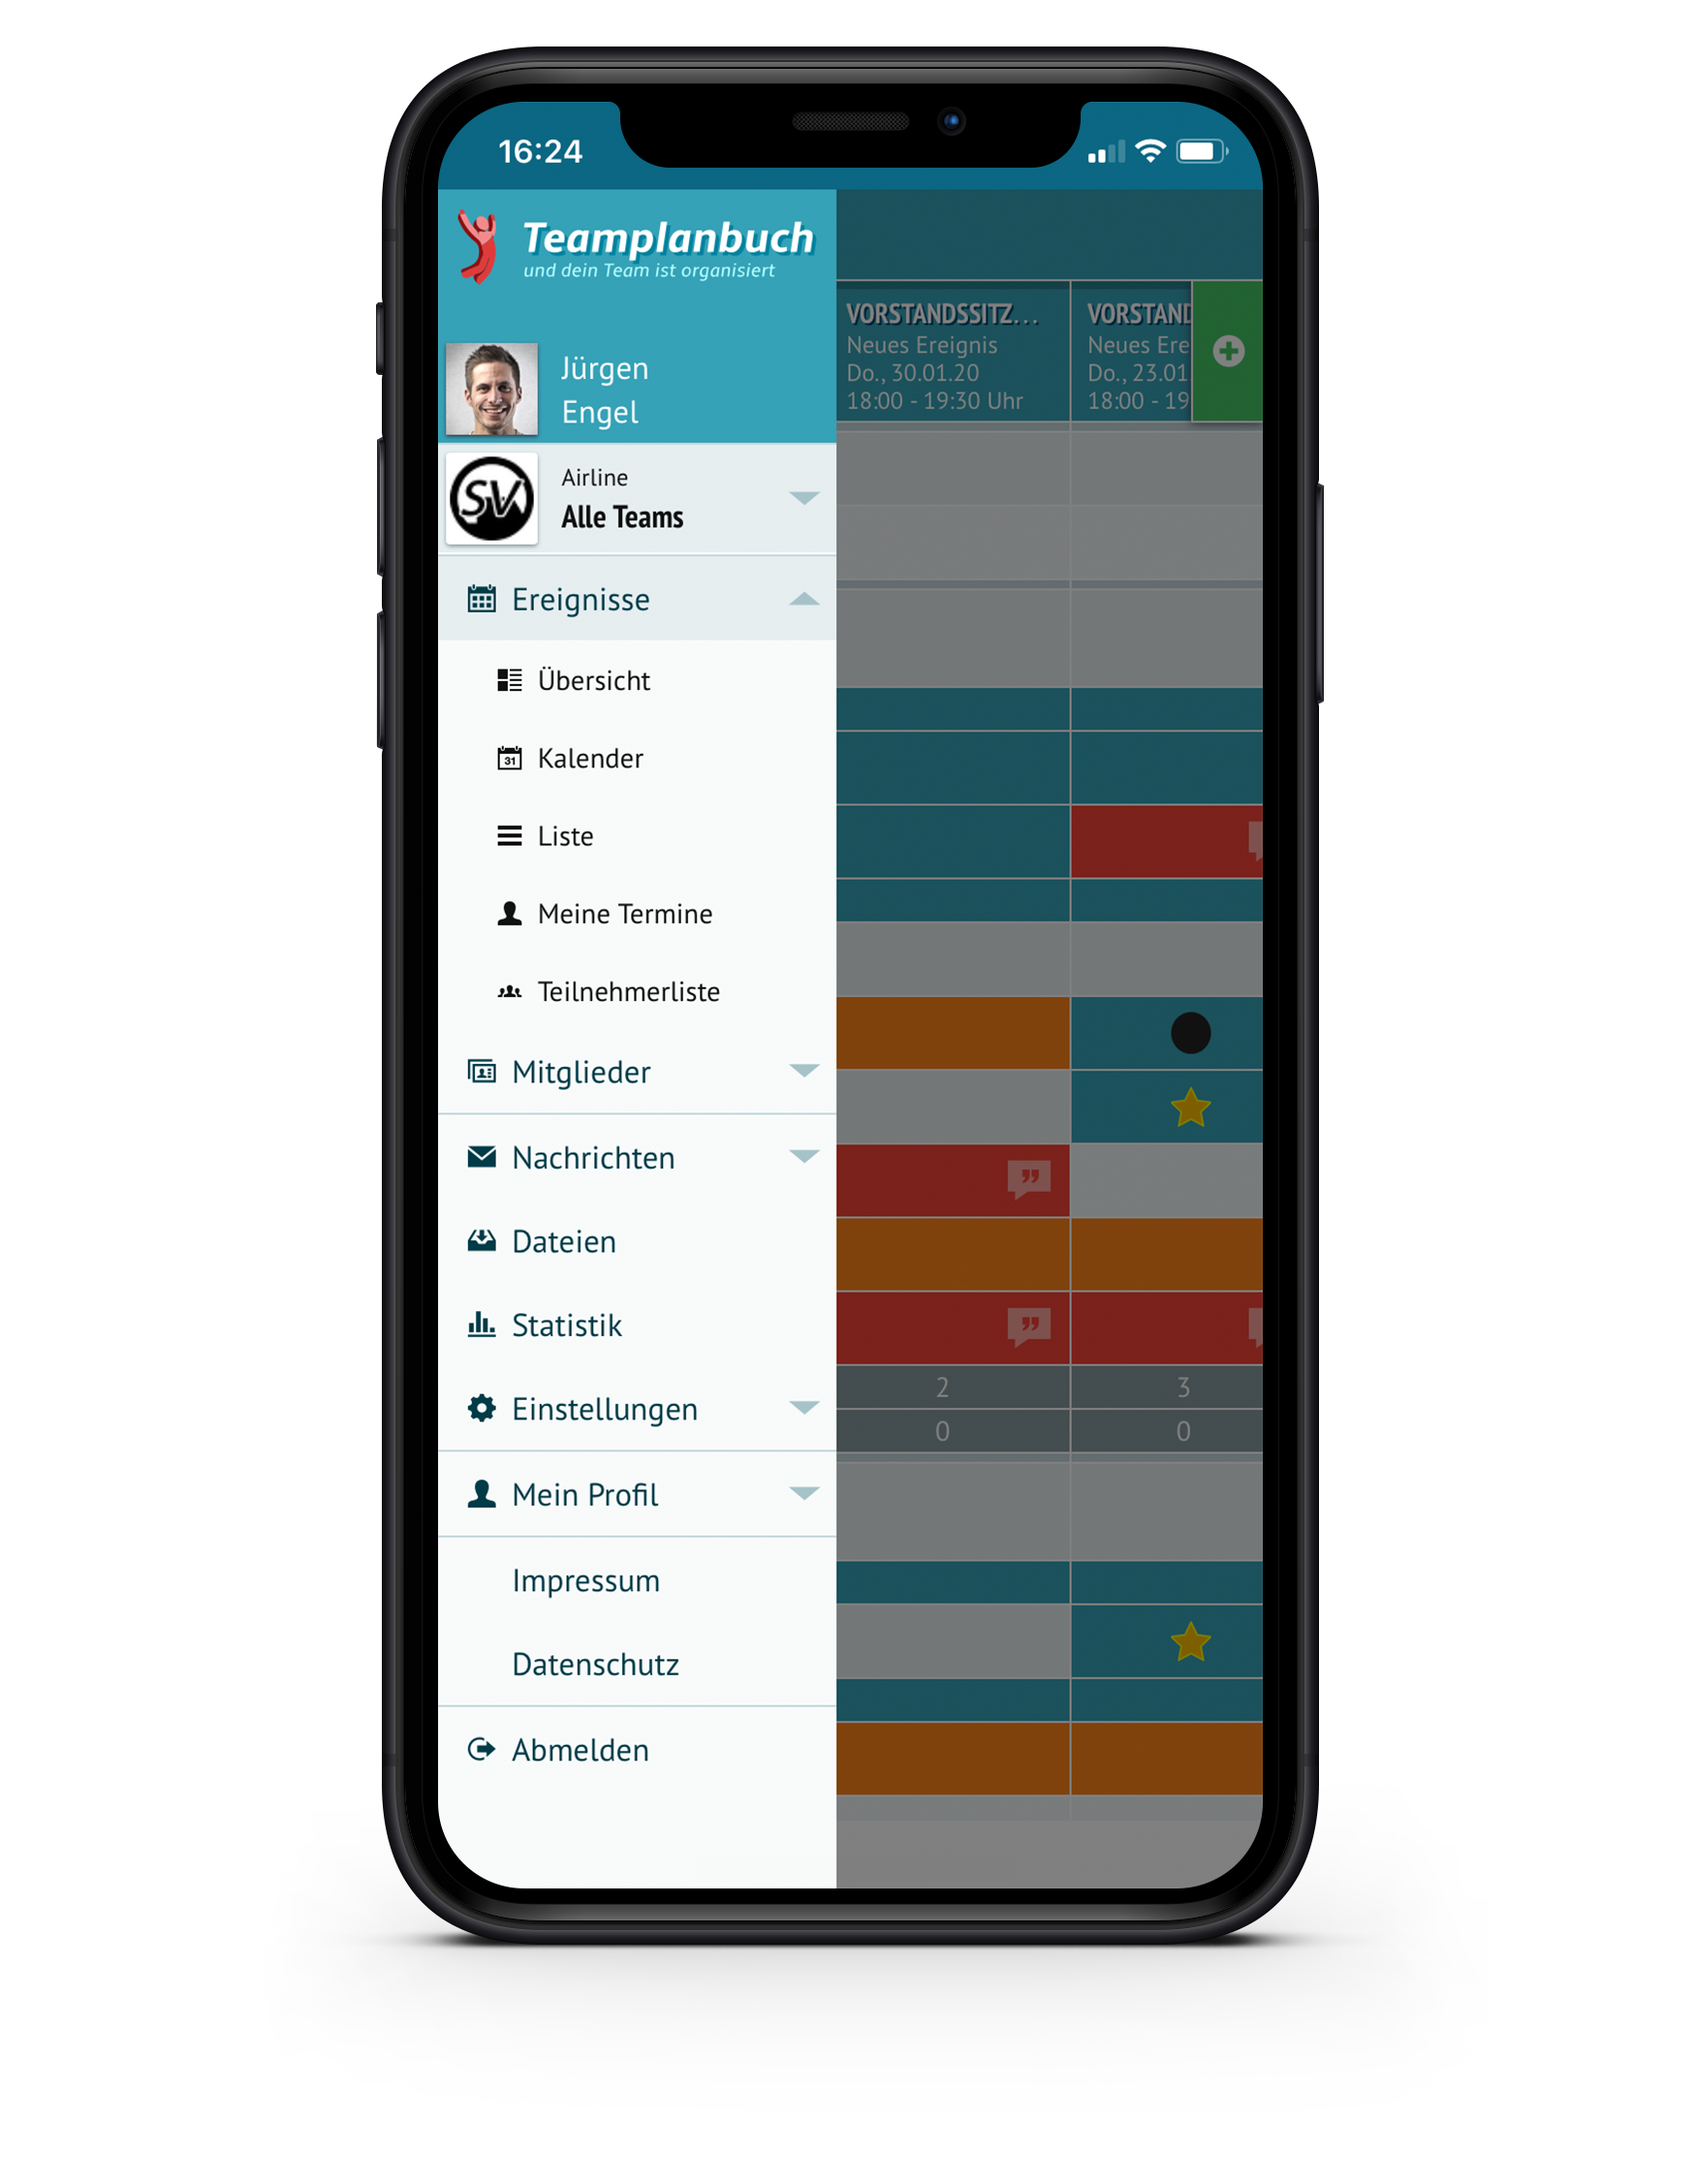 16:24
Teamplanbuch
und dein Team ist organisiert
Jürgen
Engel
Airline
Alle Teams
Ereignisse
Übersicht
31
Kalender
Liste
Meine Termine
Teilnehmerliste
Mitglieder
Nachrichten
Dateien
Statistik
Einstellungen
Mein Profil
Impressum
Datenschutz
Abmelden
VORSTANDSSITZ...
Neues Ereignis
Do., 30.01.20
18:00 - 19:30 Uhr
VORSTAND
Neues Ere
Do., 23.01
18:00 - 19
2 3
0 0
SV